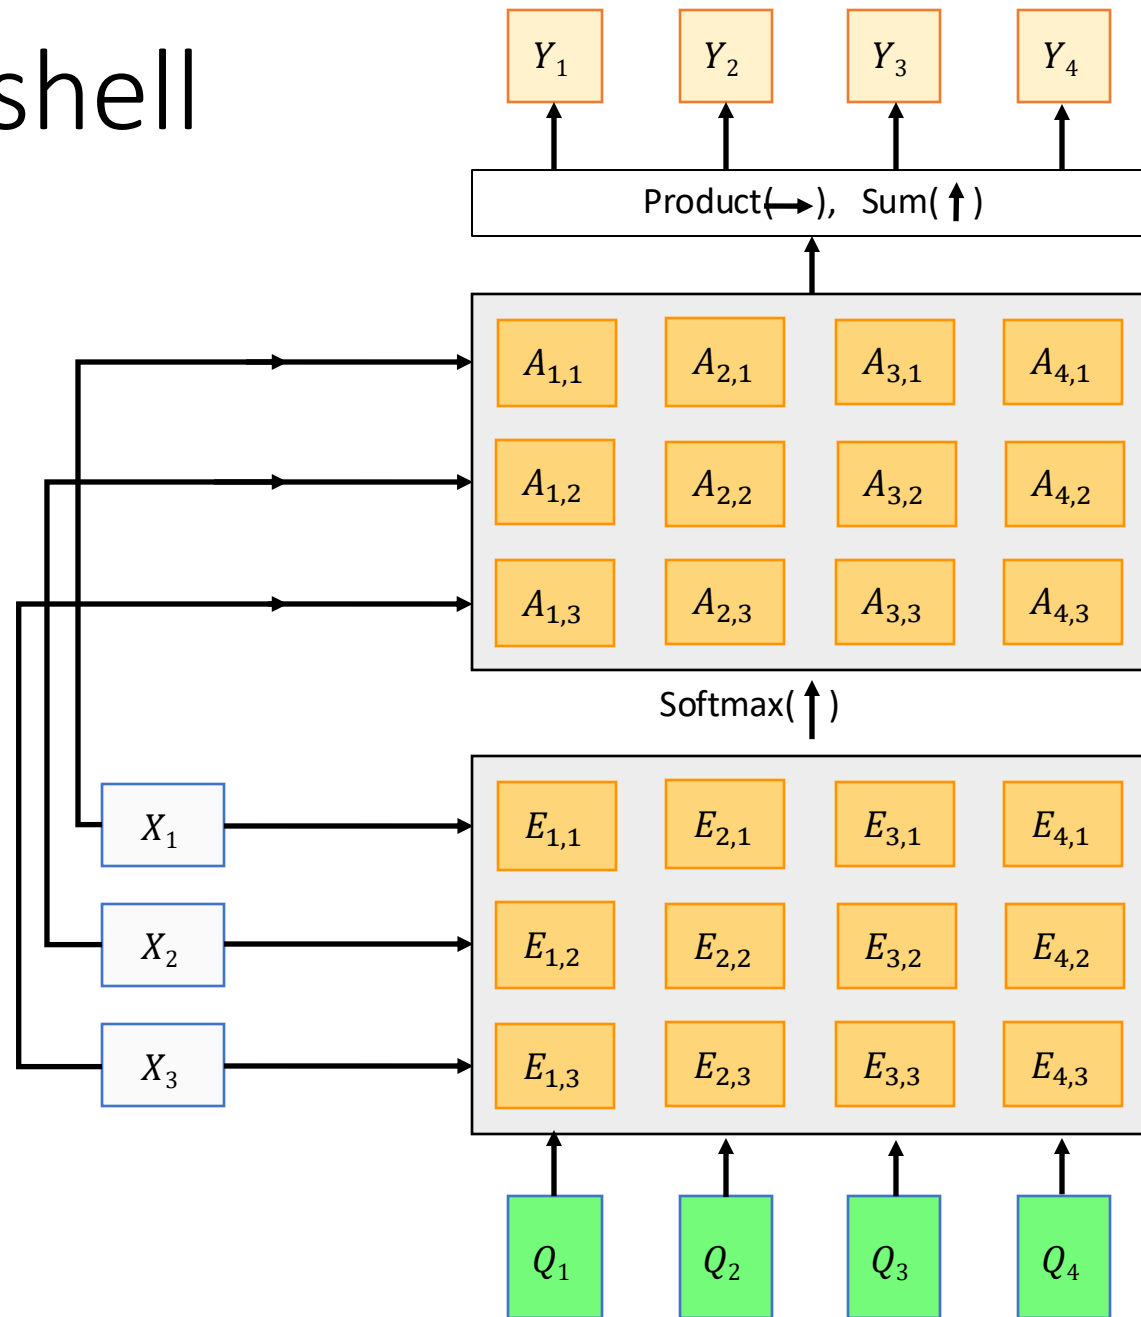 shell
Y₁ Y₂ Y₃ Y₄
Product(→), Sum(↑)
A₁,₁ A₂,₁ A₃,₁ A₄,₁
A₁,₂ A₂,₂ A₃,₂ A₄,₂
A₁,₃ A₂,₃ A₃,₃ A₄,₃
Softmax(↑)
X₁ E₁,₁ E₂,₁ E₃,₁ E₄,₁
X₂ E₁,₂ E₂,₂ E₃,₂ E₄,₂
X₃ E₁,₃ E₂,₃ E₃,₃ E₄,₃
Q₁ Q₂ Q₃ Q₄